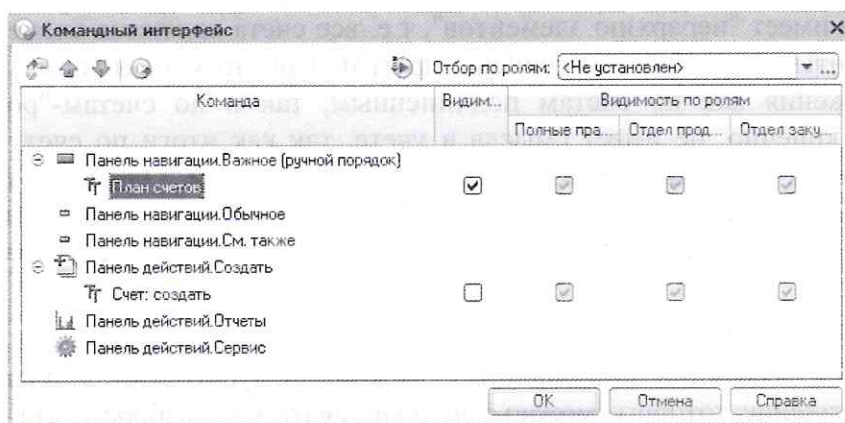 Командный интерфейс
Отбор по ролям: <Не установлен>
Команда Видим... Видимость по ролям
Полные пра... Отдел прод... Отдел заку...
Панель навигации.Важное (ручной порядок)
План счетов
Панель навигации.Обычное
Панель навигации.См. также
Панель действий.Создать
Счет: создать
Панель действий.Отчеты
Панель действий.Сервис
ОК Отмена Справка